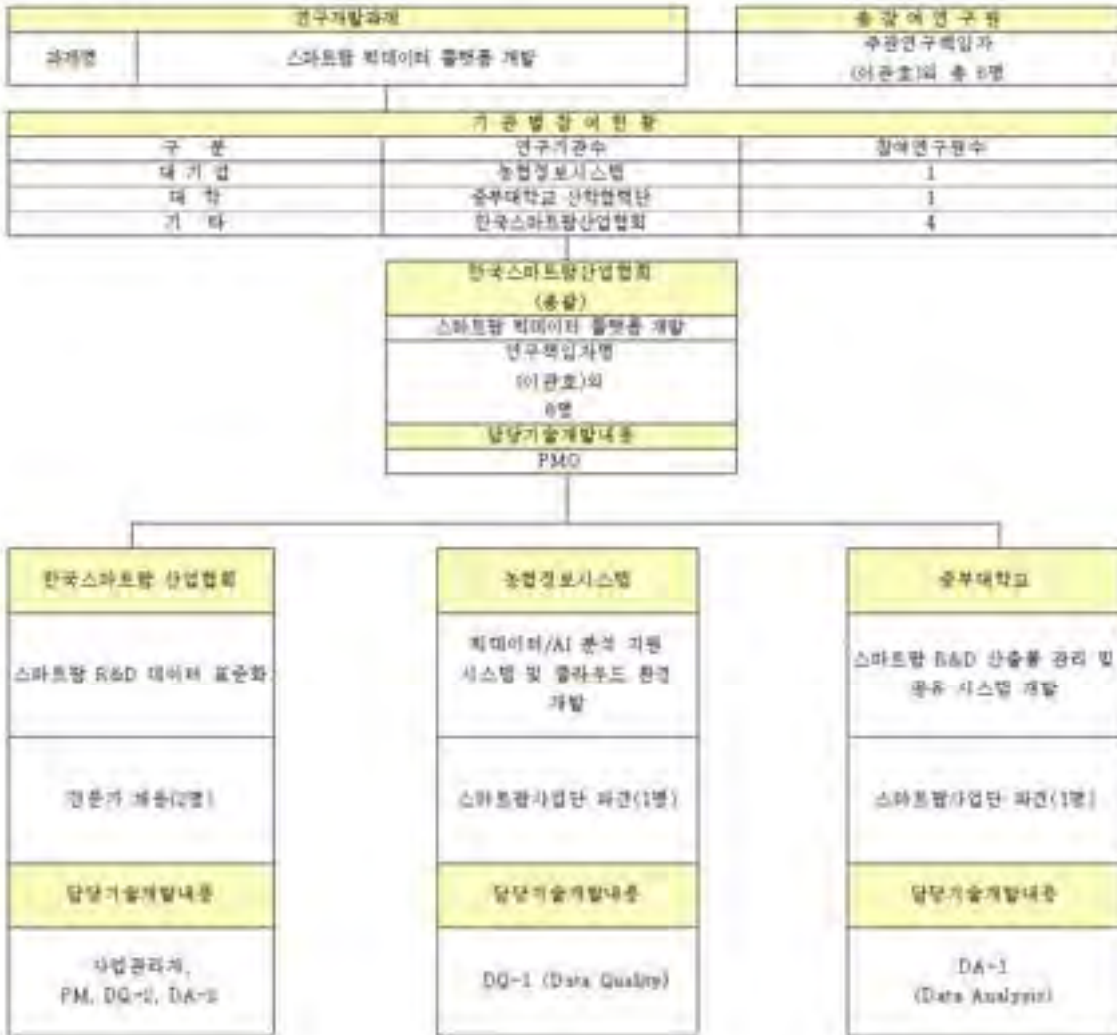 연구개발과제
총 참 여 연 구 원
과제명
스마트팜 빅데이터 플랫폼 개발
주관연구책임자
(이관호)외 총 6명
기 관 별 참 여 현 황
구 분
연구기관수
참여연구원수
대 기 업
농협정보시스템
1
대 학
중부대학교 산학협력단
1
기 타
한국스마트팜산업협회
4
한국스마트팜산업협회
(총괄)
스마트팜 빅데이터 플랫폼 개발
연구책임자명
(이관호)외
6명
담당기술개발내용
PMO
한국스마트팜 산업협회
농협정보시스템
중부대학교
스마트팜 R&D 데이터 표준화
빅데이터/AI 분석 지원
시스템 및 클라우드 환경
개발
스마트팜 R&D 산출물 관리 및
공유 시스템 개발
전문가 채용(2명)
스마트팜사업단 파견(1명)
스마트팜사업단 파견(1명)
담당기술개발내용
담당기술개발내용
담당기술개발내용
사업관리자,
PM, DQ-2, DA-2
DQ-1 (Data Quality)
DA-1
(Data Analysis)